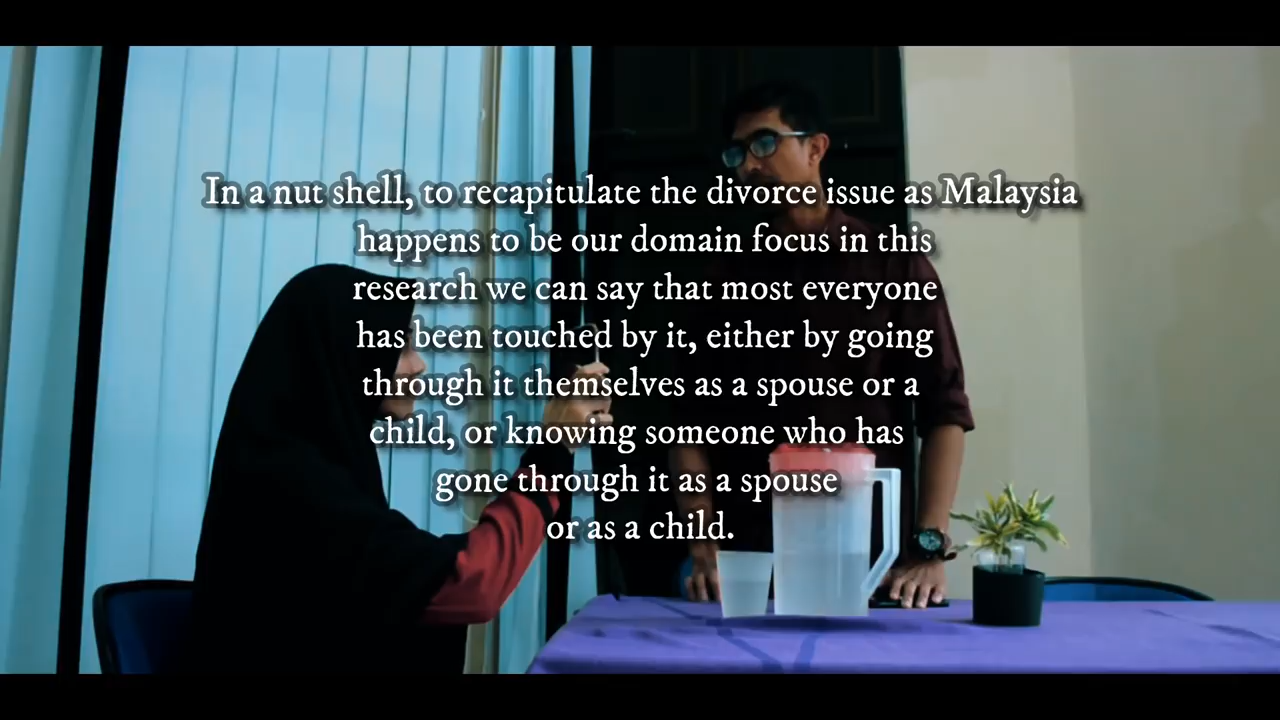 In a nut shell, to recapitulate the divorce issue as Malaysia
happens to be our domain focus in this
research we can say that most everyone
has been touched by it, either by going
through it themselves as a spouse or a
child, or knowing someone who has
gone through it as a spouse
or as a child.